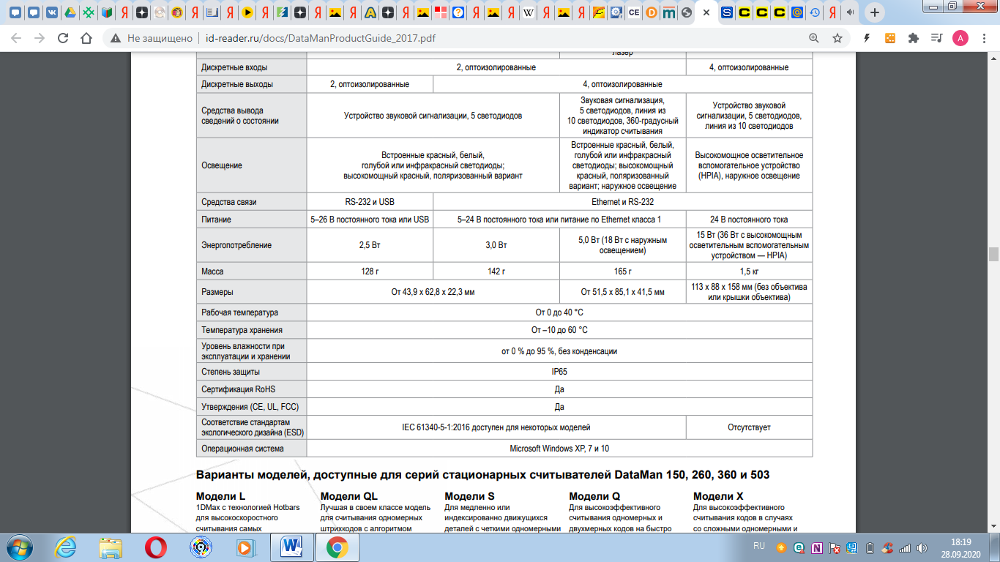 Не защищено
id-reader.ru/docs/DataManProductGuide_2017.pdf
лазер
Дискретные входы
2, оптоизолированные
4, оптоизолированные
Дискретные выходы
2, оптоизолированные
4, оптоизолированные
Средства вывода
сведений о состоянии
Устройство звуковой сигнализации, 5 светодиодов
Звуковая сигнализация,
5 светодиодов, линия из
10 светодиодов, 360-градусный
индикатор считывания
Устройство звуковой
сигнализации, 5 светодиодов,
линия из 10 светодиодов
Освещение
Встроенные красный, белый,
голубой или инфракрасный светодиоды;
высокомощный красный, поляризованный вариант
Встроенные красный, белый,
голубой или инфракрасный
светодиоды; высокомощный
красный, поляризованный
вариант; наружное освещение
Высокомощное осветительное
вспомогательное устройство
(HPIA), наружное освещение
Средства связи
RS-232 и USB
Ethernet и RS-232
Питание
5–26 В постоянного тока или USB
5–24 В постоянного тока или питание по Ethernet класса 1
24 В постоянного тока
Энергопотребление
2,5 Вт
3,0 Вт
5,0 Вт (18 Вт с наружным
освещением)
15 Вт (36 Вт с высокомощным
осветительным вспомогательным
устройством — HPIA)
Масса
128 г
142 г
165 г
1,5 кг
Размеры
От 43,9 x 62,8 x 22,3 мм
От 51,5 x 85,1 x 41,5 мм
113 x 88 x 158 мм (без объектива
или крышки объектива)
Рабочая температура
От 0 до 40 °C
Температура хранения
От –10 до 60 °C
Уровень влажности при
эксплуатации и хранении
от 0 % до 95 %, без конденсации
Степень защиты
IP65
Сертификация RoHS
Да
Утверждения (CE, UL, FCC)
Да
Соответствие стандартам
экологического дизайна (ESD)
IEC 61340-5-1:2016 доступен для некоторых моделей
Отсутствует
Операционная система
Microsoft Windows XP, 7 и 10
Варианты моделей, доступные для серий стационарных считывателей DataMan 150, 260, 360 и 503
Модели L
1DMax с технологией Hotbars
для высокоскоростного
считывания самых
Модели QL
Лучшая в своем классе модель
для считывания одномерных
штрихкодов с алгоритмом
Модели S
Для медленно или
индексированно движущихся
деталей с четкими одномерными
Модели Q
Для высокоэффективного
считывания одномерных и
двухмерных кодов на быстро
Модели X
Для высокоэффективного
считывания кодов в случаях
со сложными одномерными и
RU
18:19
28.09.2020